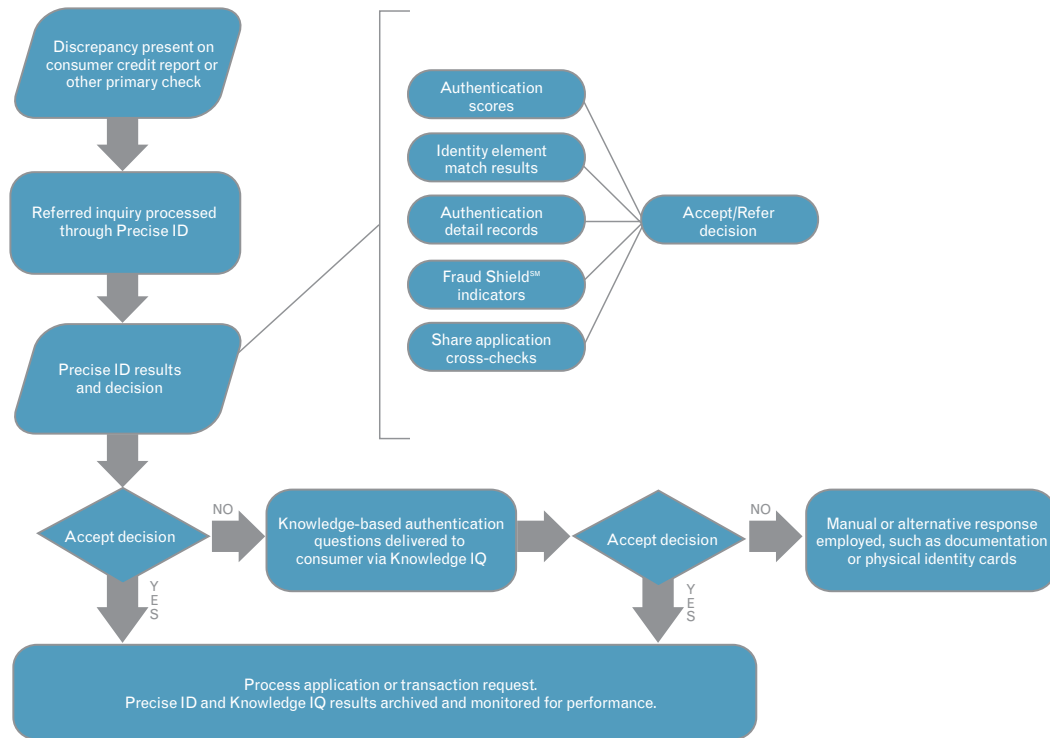 Discrepancy present on
consumer credit report or
other primary check
Referred inquiry processed
through Precise ID
Precise ID results
and decision
Authentication
scores
Identity element
match results
Authentication
detail records
Fraud Shield℠
indicators
Share application
cross-checks
Accept/Refer
decision
Accept decision
NO
Knowledge-based authentication
questions delivered to
consumer via Knowledge IQ
Accept decision
NO
Manual or alternative response
employed, such as documentation
or physical identity cards
YES
YES
Process application or transaction request.
Precise ID and Knowledge IQ results archived and monitored for performance.